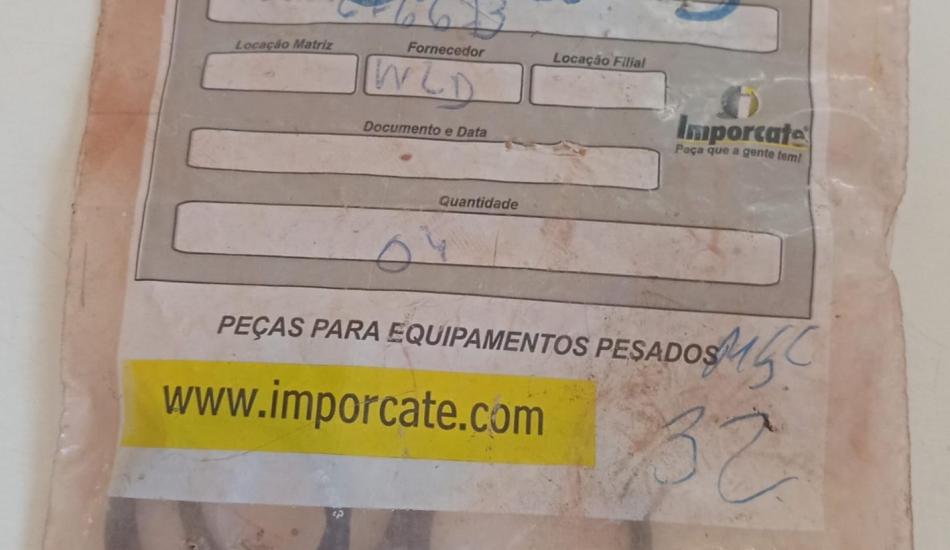 Locação Matriz
Fornecedor
Locação Filial
WLD
Imporcate
Peça que a gente tem!
Documento e Data
Quantidade
04
PEÇAS PARA EQUIPAMENTOS PESADOS
www.imporcate.com
32